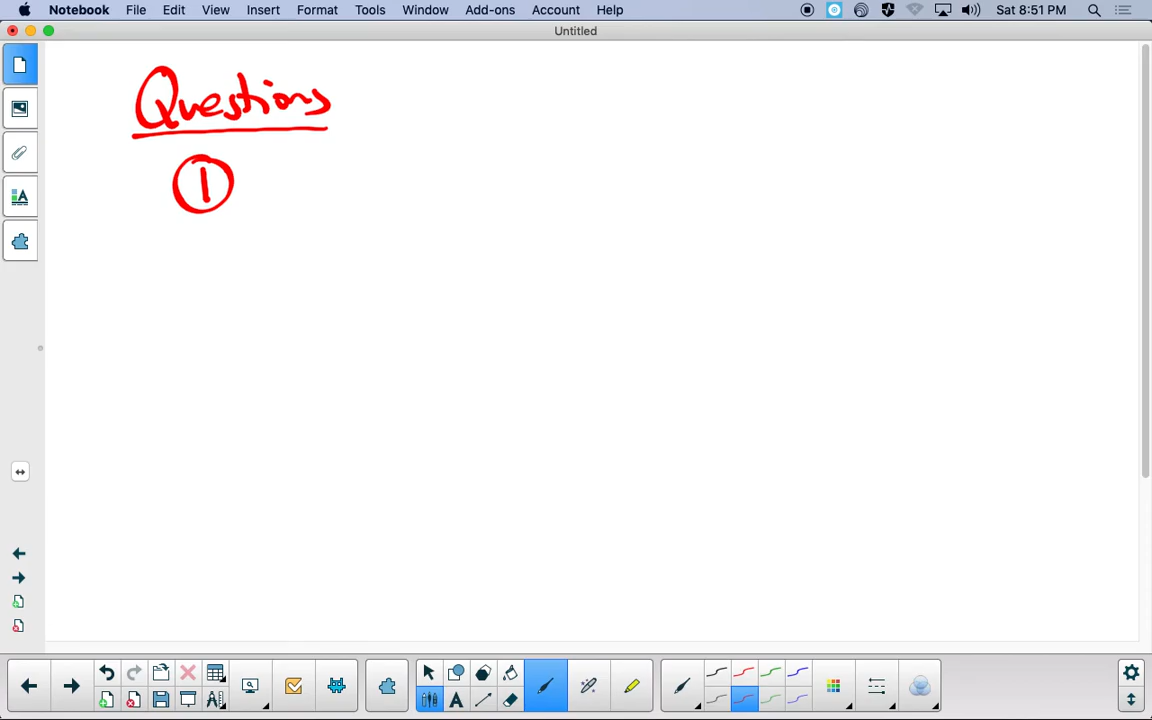 Notebook File Edit View Insert Format Tools Window Add-ons Account Help Sat 8:51 PM
Untitled
Questions
1
A